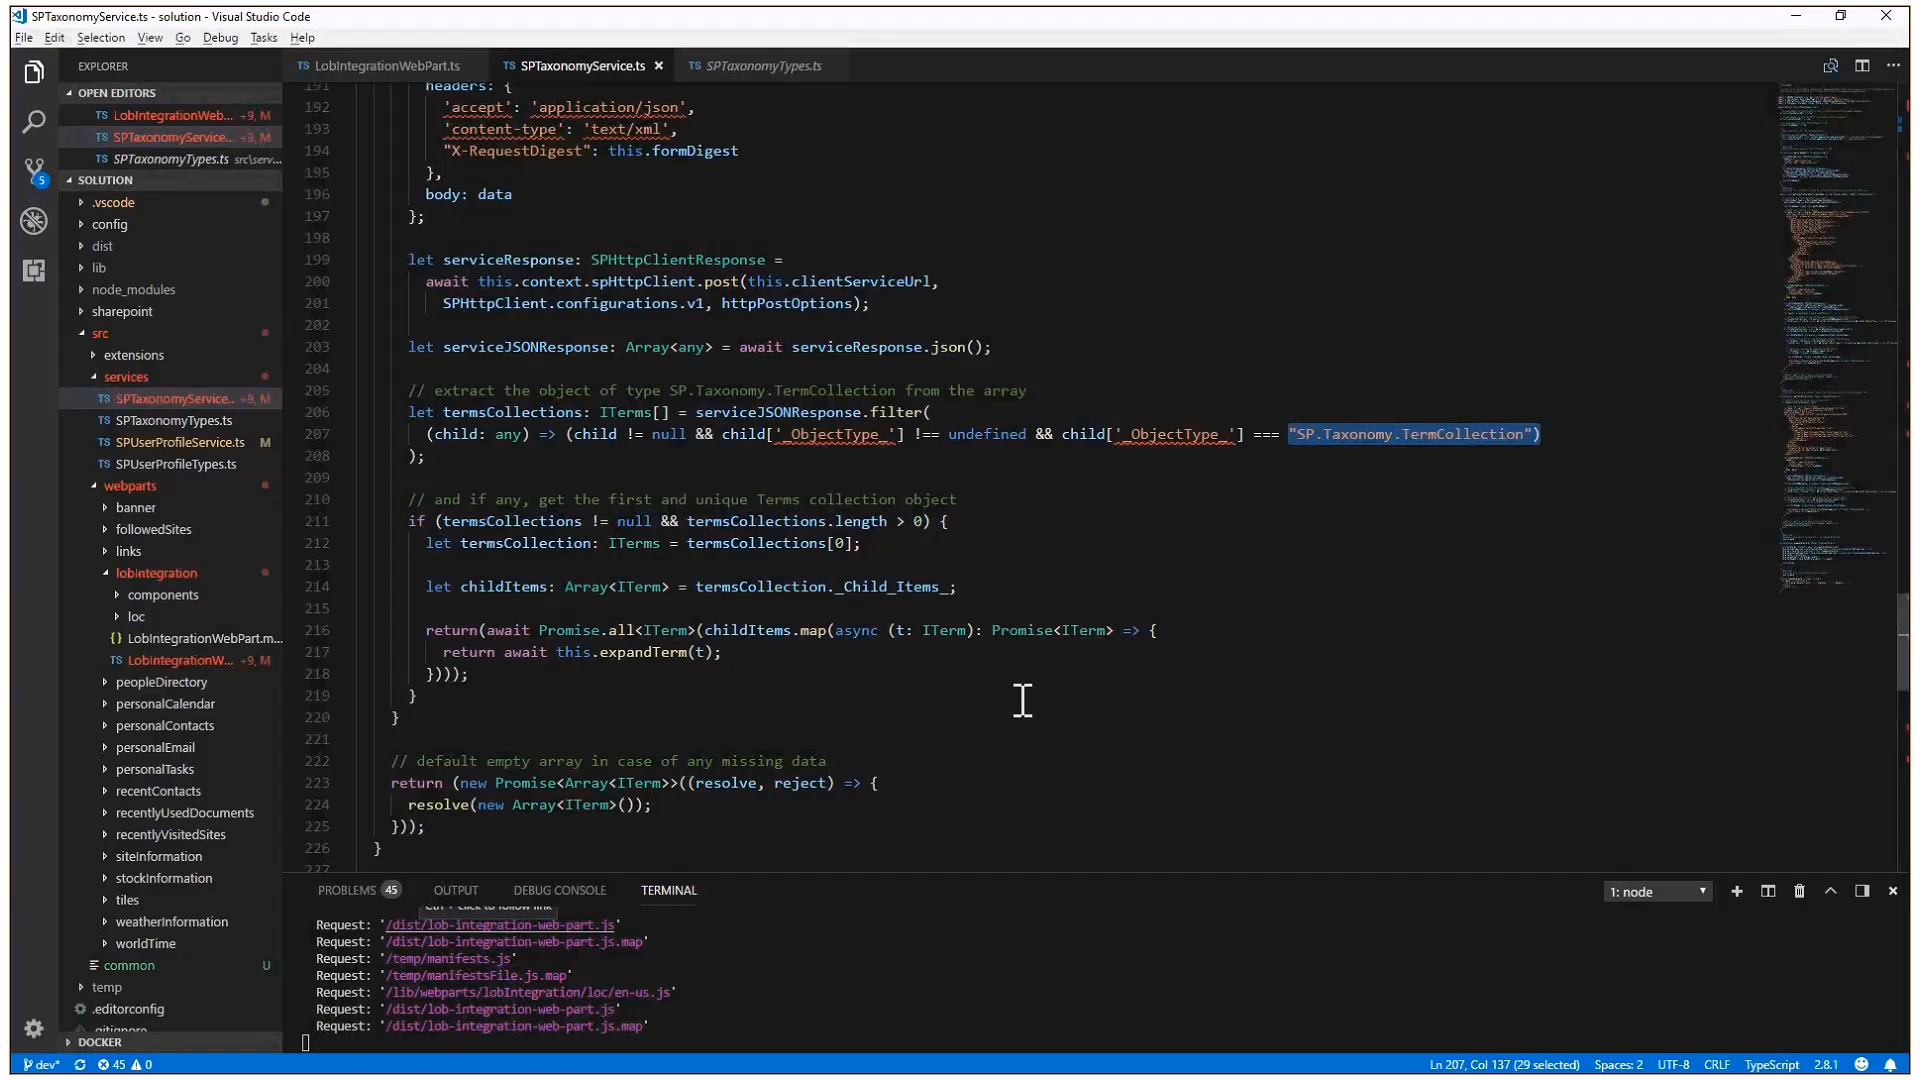 SPTaxonomyService.ts - solution - Visual Studio Code
File Edit Selection View Go Debug Tasks Help
EXPLORER
OPEN EDITORS
LobIntegrationWeb... +9, M
SPTaxonomyService... +9, M
SPTaxonomyTypes.ts src\serv...
SOLUTION
.vscode
config
dist
lib
node_modules
sharepoint
src
extensions
services
SPTaxonomyService.. +9, M
SPTaxonomyTypes.ts
SPUserProfileService.ts M
SPUserProfileTypes.ts
webparts
banner
followedSites
links
lobIntegration
components
loc
{} LobIntegrationWebPart.m...
LobIntegrationW... +9, M
peopleDirectory
personalCalendar
personalContacts
personalEmail
personalTasks
recentContacts
recentlyUsedDocuments
recentlyVisitedSites
siteInformation
stockInformation
tiles
weatherInformation
worldTime
common U
temp
.editorconfig
.gitignore
DOCKER
5
TS LobIntegrationWebPart.ts
TS SPTaxonomyService.ts
TS SPTaxonomyTypes.ts
191 headers: {
192 'accept': 'application/json',
193 'content-type': 'text/xml',
194 "X-RequestDigest": this.formDigest
195 },
196 body: data
197 };
198
199 let serviceResponse: SPHttpClientResponse =
200 await this.context.spHttpClient.post(this.clientServiceUrl,
201 SPHttpClient.configurations.v1, httpPostOptions);
202
203 let serviceJSONResponse: Array<any> = await serviceResponse.json();
204
205 // extract the object of type SP.Taxonomy.TermCollection from the array
206 let termsCollections: ITerms[] = serviceJSONResponse.filter(
207 (child: any) => (child != null && child['_ObjectType_'] !== undefined && child['_ObjectType_'] === "SP.Taxonomy.TermCollection")
208 );
209
210 // and if any, get the first and unique Terms collection object
211 if (termsCollections != null && termsCollections.length > 0) {
212 let termsCollection: ITerms = termsCollections[0];
213
214 let childItems: Array<ITerm> = termsCollection._Child_Items_;
215
216 return(await Promise.all<ITerm>(childItems.map(async (t: ITerm): Promise<ITerm> => {
217 return await this.expandTerm(t);
218 })));
219 }
220 }
221
222 // default empty array in case of any missing data
223 return (new Promise<Array<ITerm>>((resolve, reject) => {
224 resolve(new Array<ITerm>());
225 }));
226 }
227
PROBLEMS 45 OUTPUT DEBUG CONSOLE TERMINAL
1: node
Ctrl + click to follow link
Request: '/dist/lob-integration-web-part.js'
Request: '/dist/lob-integration-web-part.js.map'
Request: '/temp/manifests.js'
Request: '/temp/manifestsFile.js.map'
Request: '/lib/webparts/lobIntegration/loc/en-us.js'
Request: '/dist/lob-integration-web-part.js'
Request: '/dist/lob-integration-web-part.js.map'
dev* 45 0
Ln 207, Col 137 (29 selected) Spaces: 2 UTF-8 CRLF TypeScript 2.8.1